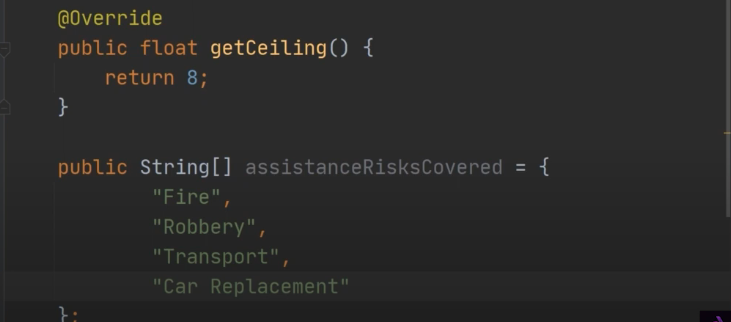 @Override
public float getCeiling() {
return 8;
}
public String[] assistanceRisksCovered = {
"Fire",
"Robbery",
"Transport",
"Car Replacement"
};